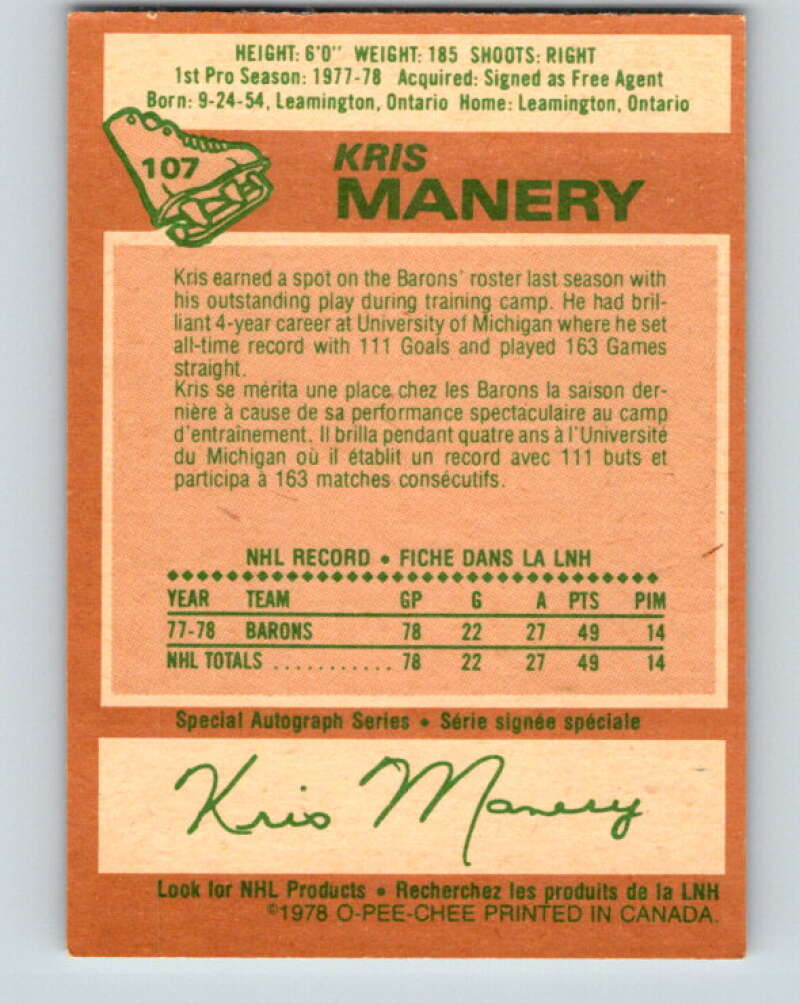 HEIGHT: 6'0" WEIGHT: 185 SHOOTS: RIGHT
1st Pro Season: 1977-78 Acquired: Signed as Free Agent
Born: 9-24-54, Leamington, Ontario Home: Leamington, Ontario
107
KRIS
MANERY
Kris earned a spot on the Barons' roster last season with
his outstanding play during training camp. He had bril-
liant 4-year career at University of Michigan where he set
all-time record with 111 Goals and played 163 Games
straight.
Kris se mérita une place chez les Barons la saison der-
nière à cause de sa performance spectaculaire au camp
d'entraînement. Il brilla pendant quatre ans à l'Université
du Michigan où il établit un record avec 111 buts et
participa à 163 matches consécutifs.
NHL RECORD • FICHE DANS LA LNH
YEAR TEAM GP G A PTS PIM
77-78 BARONS 78 22 27 49 14
NHL TOTALS ........... 78 22 27 49 14
Special Autograph Series • Série signée spéciale
Kris Manery
Look for NHL Products • Recherchez les produits de la LNH
©1978 O-PEE-CHEE PRINTED IN CANADA.